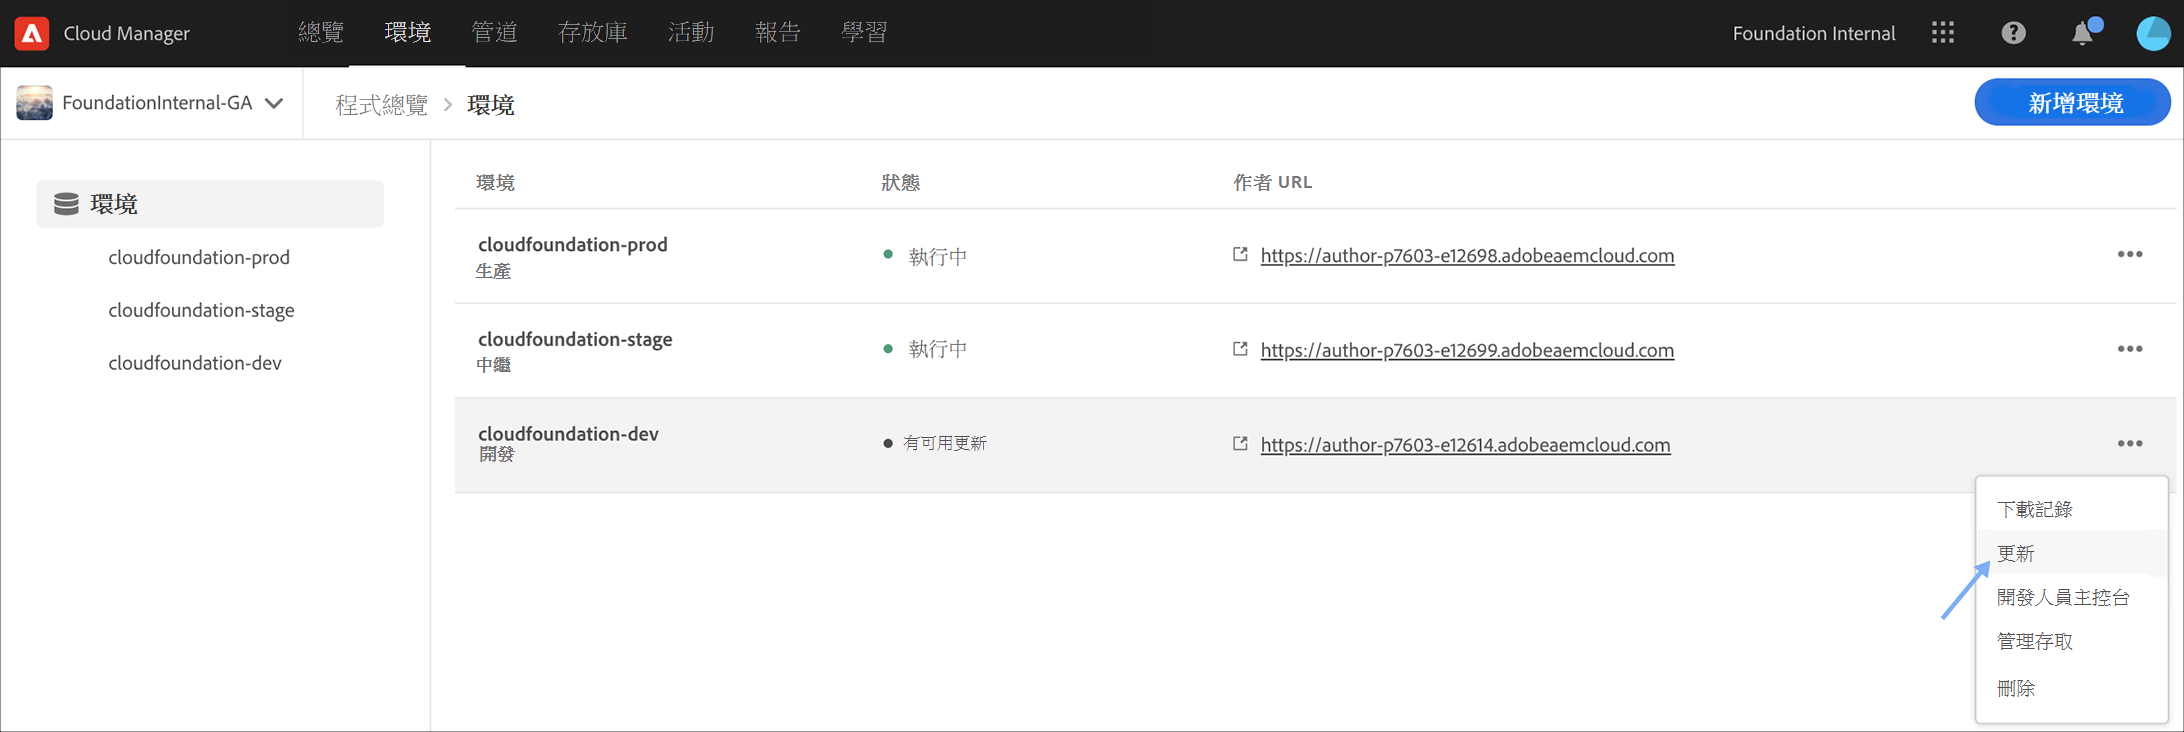 Cloud Manager 總覽 環境 管道 存放庫 活動 報告 學習 Foundation Internal
FoundationInternal-GA 程式總覽 > 環境 新增環境
環境
cloudfoundation-prod
cloudfoundation-stage
cloudfoundation-dev
環境 狀態 作者 URL
cloudfoundation-prod
生產
執行中 https://author-p7603-e12698.adobeaemcloud.com
cloudfoundation-stage
中繼
執行中 https://author-p7603-e12699.adobeaemcloud.com
cloudfoundation-dev
開發
有可用更新 https://author-p7603-e12614.adobeaemcloud.com
下載記錄
更新
開發人員主控台
管理存取
刪除